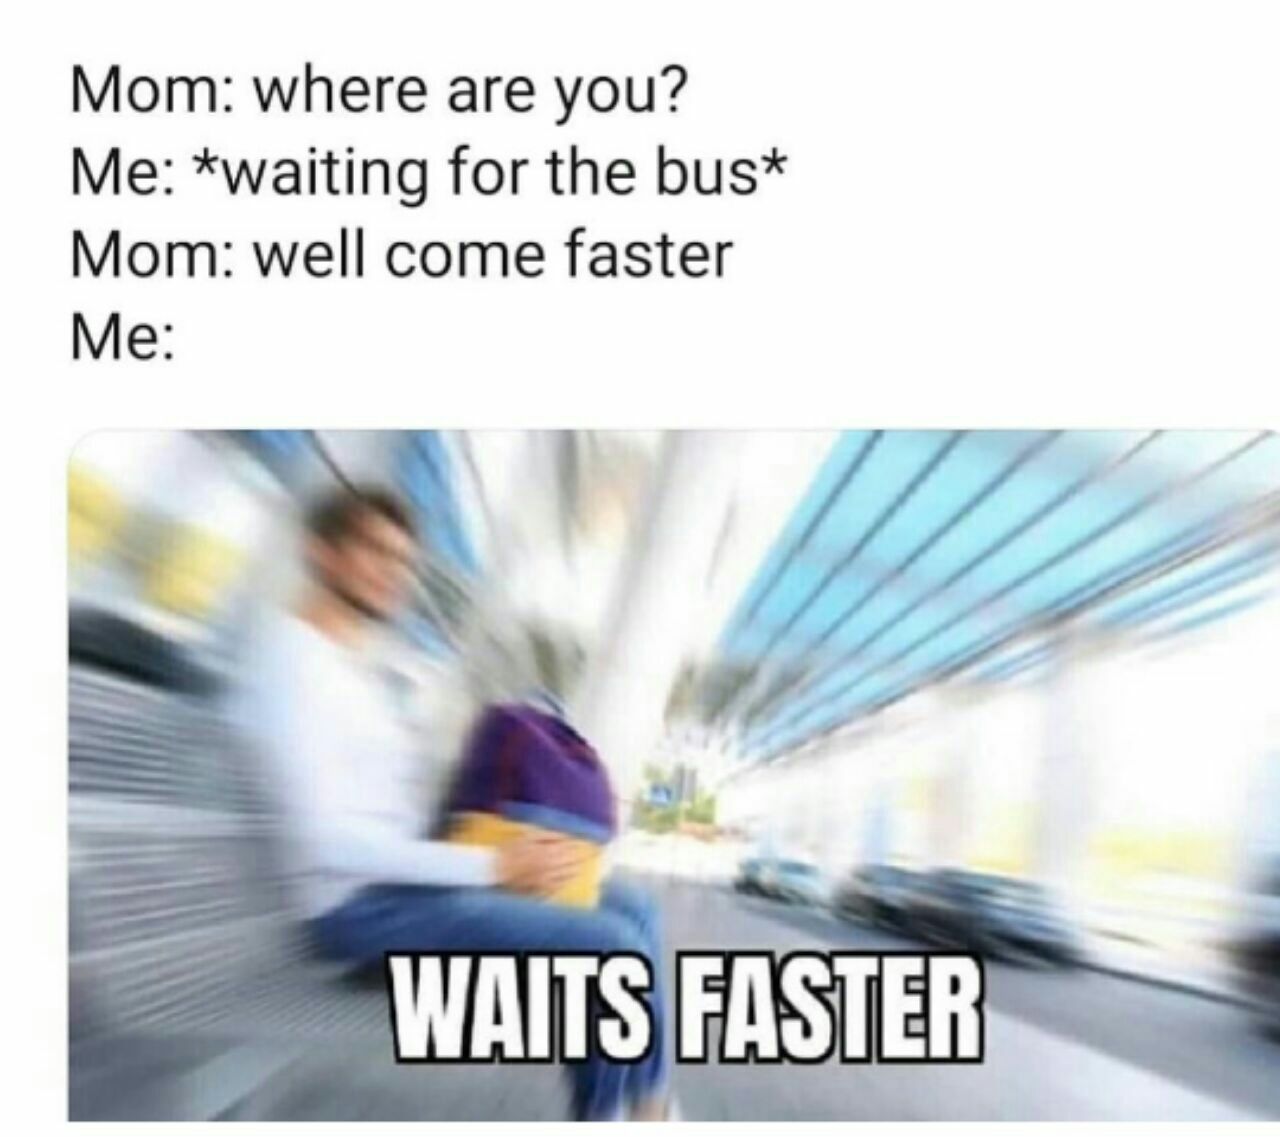 Mom: where are you?
Me: *waiting for the bus*
Mom: well come faster
Me:
WAITS FASTER